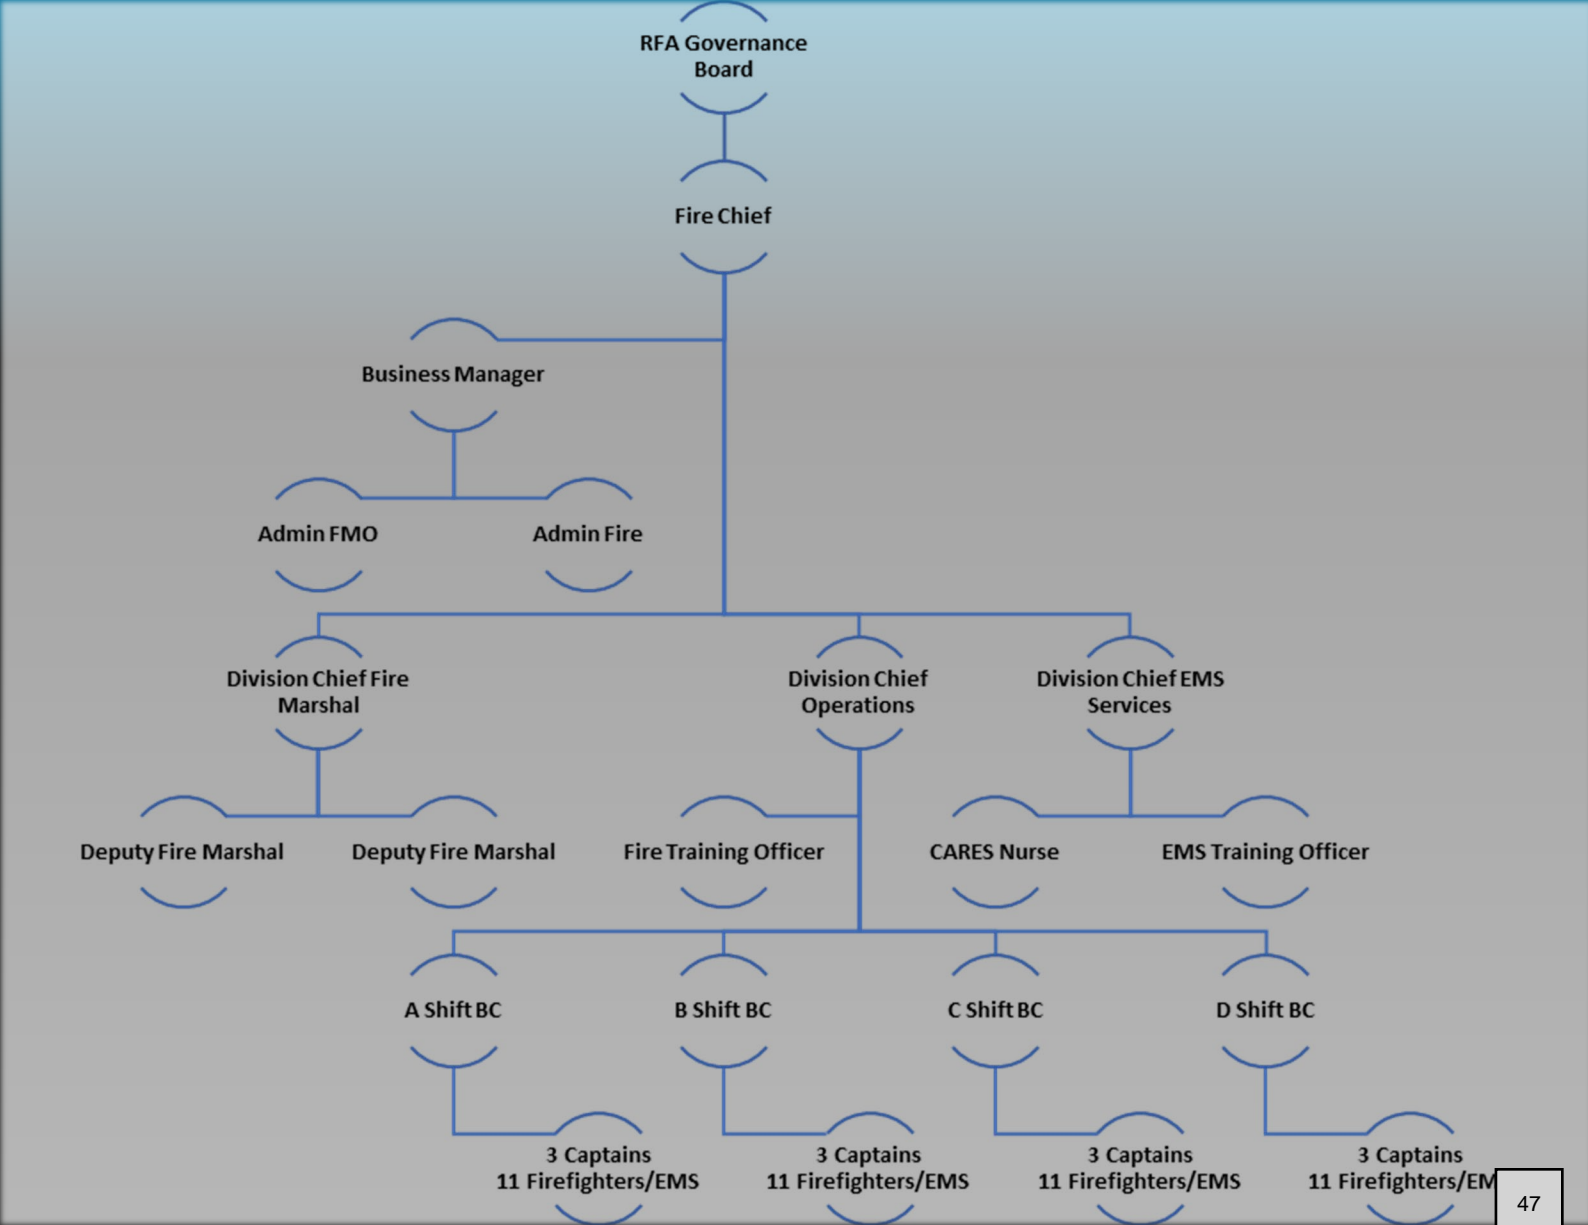 RFA Governance
Board
Fire Chief
Business Manager
Admin FMO
Admin Fire
Division Chief Fire
Marshal
Division Chief
Operations
Division Chief EMS
Services
Deputy Fire Marshal
Deputy Fire Marshal
Fire Training Officer
CARES Nurse
EMS Training Officer
A Shift BC
B Shift BC
C Shift BC
D Shift BC
3 Captains
11 Firefighters/EMS
3 Captains
11 Firefighters/EMS
3 Captains
11 Firefighters/EMS
3 Captains
11 Firefighters/EM
47